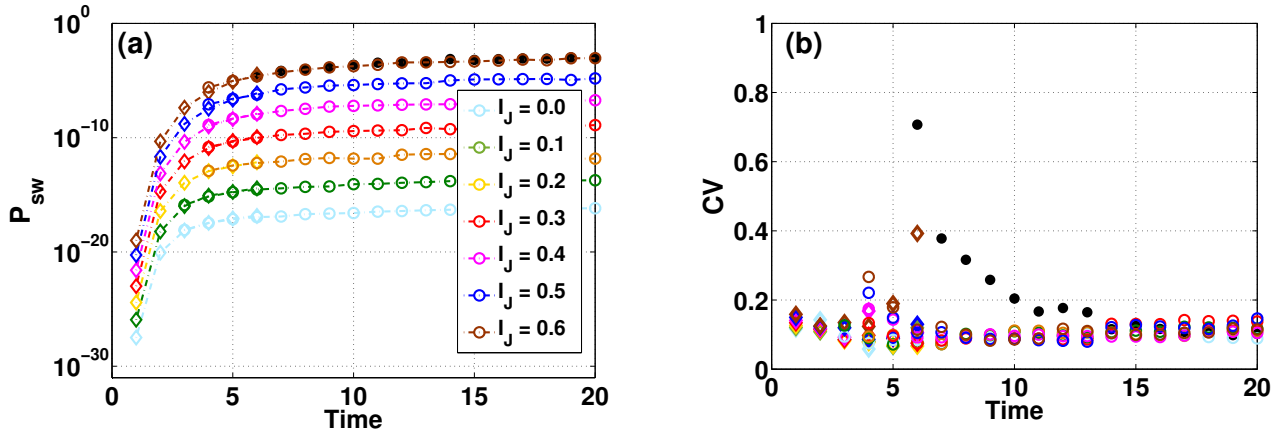 (a)
P_sw
10^0
10^-10
10^-20
10^-30
0 5 10 15 20
Time
I_J = 0.0
I_J = 0.1
I_J = 0.2
I_J = 0.3
I_J = 0.4
I_J = 0.5
I_J = 0.6
(b)
CV
1
0.8
0.6
0.4
0.2
0
0 5 10 15 20
Time